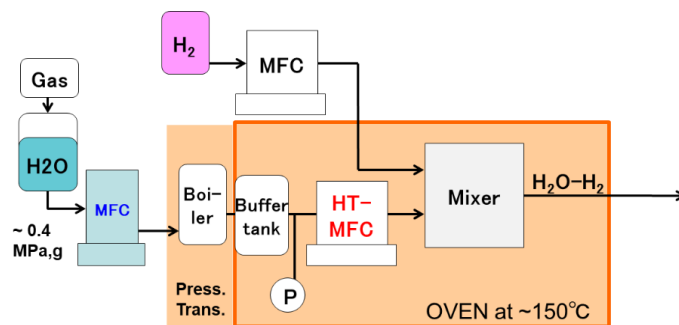 H₂
MFC
Gas
H2O
MFC
~ 0.4
MPa,g
Boi-
ler
Buffer
tank
HT-
MFC
Mixer
H₂O-H₂
P
Press.
Trans.
OVEN at ~150℃